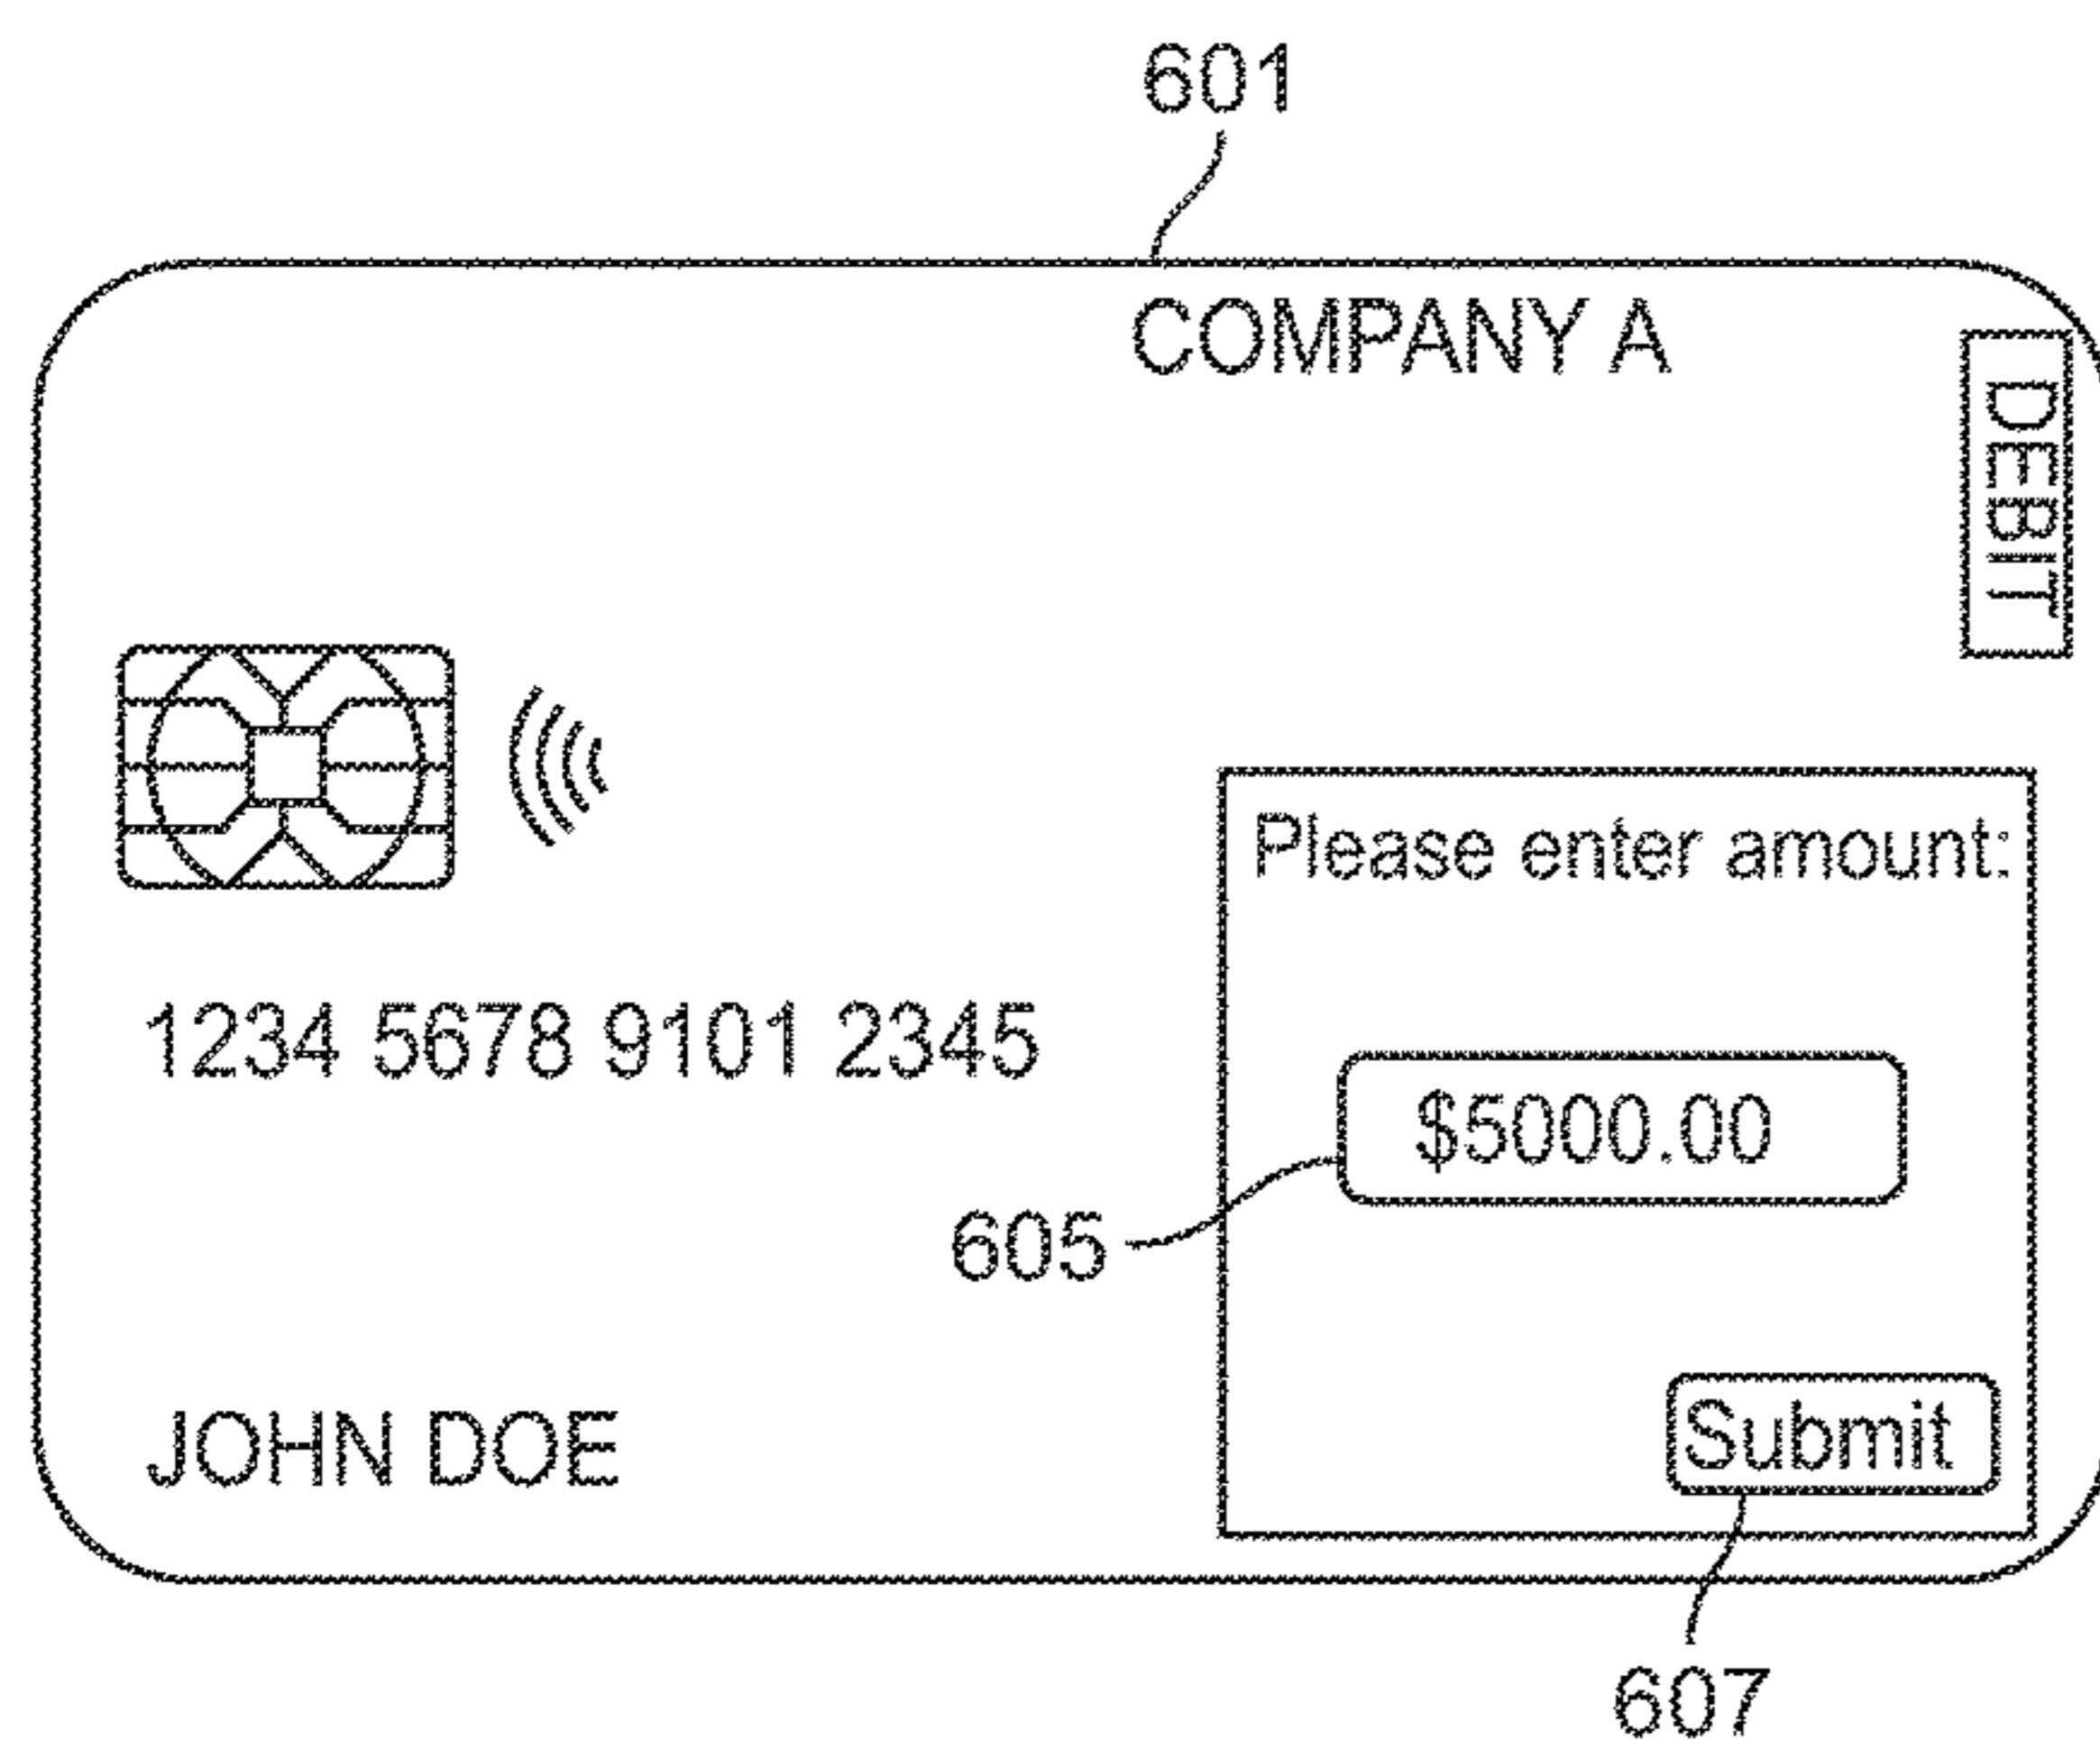 601
COMPANY A
DEBIT
Please enter amount:
1234 5678 9101 2345
$5000.00
605
Submit
JOHN DOE
607